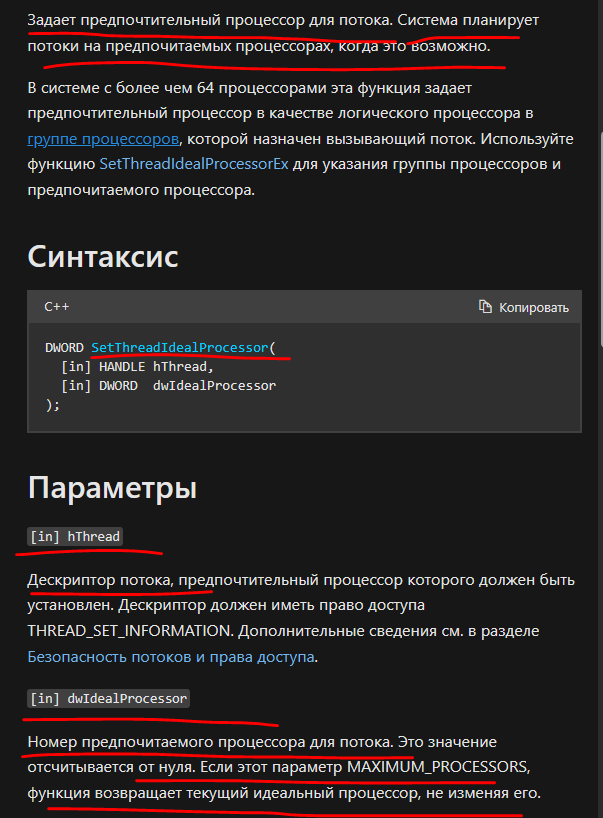 Задает предпочтительный процессор для потока. Система планирует
потоки на предпочитаемых процессорах, когда это возможно.
В системе с более чем 64 процессорами эта функция задает
предпочтительный процессор в качестве логического процессора в
группе процессоров, которой назначен вызывающий поток. Используйте
функцию SetThreadIdealProcessorEx для указания группы процессоров и
предпочитаемого процессора.
Синтаксис
C++
Копировать
DWORD SetThreadIdealProcessor(
[in] HANDLE hThread,
[in] DWORD  dwIdealProcessor
);
Параметры
[in] hThread
Дескриптор потока, предпочтительный процессор которого должен быть
установлен. Дескриптор должен иметь право доступа
THREAD_SET_INFORMATION. Дополнительные сведения см. в разделе
Безопасность потоков и права доступа.
[in] dwIdealProcessor
Номер предпочитаемого процессора для потока. Это значение
отсчитывается от нуля. Если этот параметр MAXIMUM_PROCESSORS,
функция возвращает текущий идеальный процессор, не изменяя его.